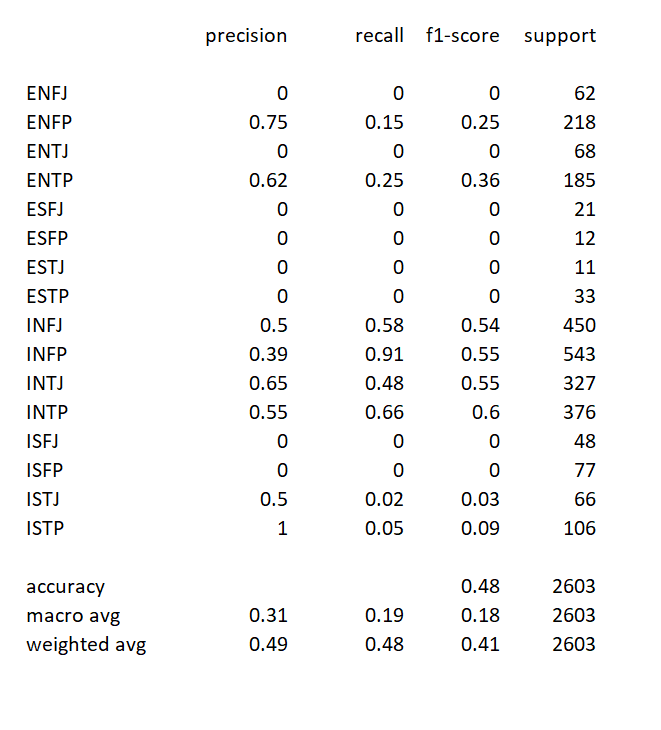 precision recall f1-score support
ENFJ 0 0 0 62
ENFP 0.75 0.15 0.25 218
ENTJ 0 0 0 68
ENTP 0.62 0.25 0.36 185
ESFJ 0 0 0 21
ESFP 0 0 0 12
ESTJ 0 0 0 11
ESTP 0 0 0 33
INFJ 0.5 0.58 0.54 450
INFP 0.39 0.91 0.55 543
INTJ 0.65 0.48 0.55 327
INTP 0.55 0.66 0.6 376
ISFJ 0 0 0 48
ISFP 0 0 0 77
ISTJ 0.5 0.02 0.03 66
ISTP 1 0.05 0.09 106
accuracy 0.48 2603
macro avg 0.31 0.19 0.18 2603
weighted avg 0.49 0.48 0.41 2603